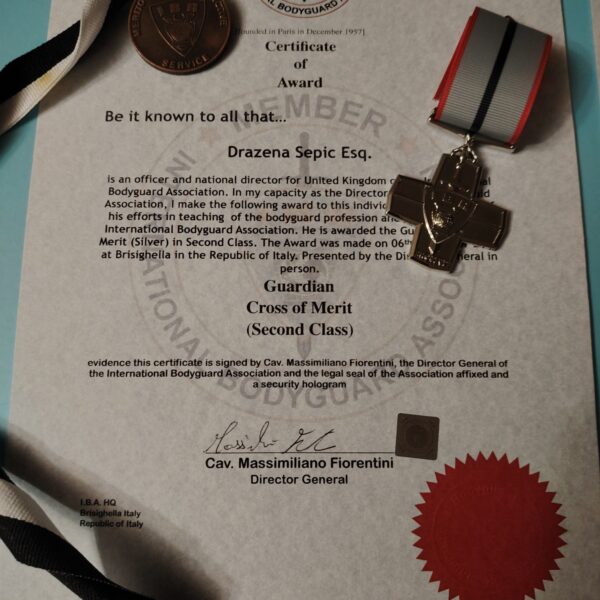 SERVICE
BODYGUARD
[Founded in Paris in December 1957]
Certificate
of
Award
Be it known to all that...
MEMBER
Drazena Sepic Esq.
is an officer and national director for United Kingdom
Bodyguard Association. In my capacity as the Director
Association, I make the following award to this individ
his efforts in teaching of the bodyguard profession an
International Bodyguard Association. He is awarded the Gu
Merit (Silver) in Second Class. The Award was made on 06th
at Brisighella in the Republic of Italy. Presented by the Di eneral in
person.
Guardian
Cross of Merit
(Second Class)
evidence this certificate is signed by Cav. Massimiliano Fiorentini, the Director General of
the International Bodyguard Association and the legal seal of the Association affixed and
a security hologram
Cav. Massimiliano Fiorentini
Director General
I.B.A. HQ
Brisighella Italy
Republic of Italy